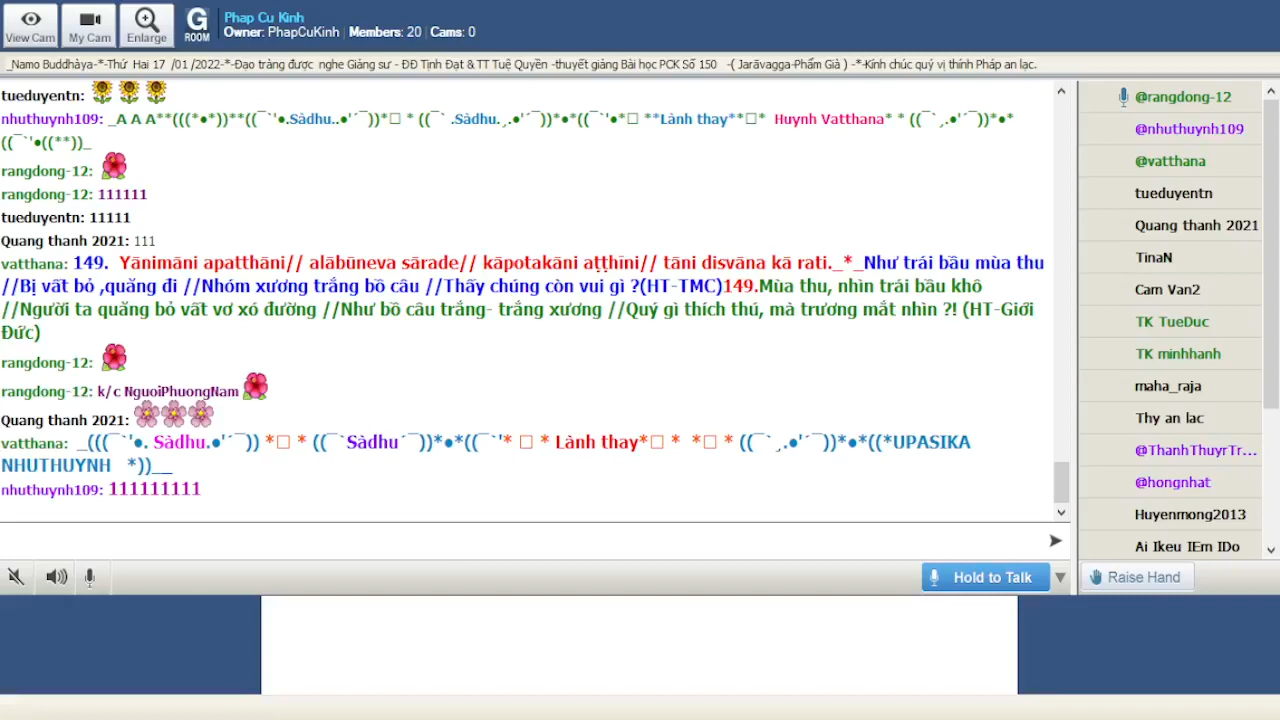 View Cam
My Cam
Enlarge
G
ROOM
Phap Cu Kinh
Owner: PhapCuKinh | Members: 20 | Cams: 0
_Namo Buddhàya-*-Thứ Hai 17 /01 /2022-*-Đạo tràng được nghe Giảng sư - ĐĐ Tịnh Đạt & TT Tuệ Quyền -thuyết giảng Bài học PCK Số 150 -( Jarāvagga-Phẩm Già ) -*-Kính chúc quý vị thính Pháp an lạc.
tueduyentn:
nhuthuynh109: _A A A**(((*●*))**((¯`'●.Sàdhu..●'´¯))*□ * ((¯` .Sàdhu.¸.●'´¯))*●*((¯`'●*□ **Lành thay**□* Huynh Vatthana* * ((¯`¸.●'´¯))*●*
((¯`'●((**))_
rangdong-12:
rangdong-12: 111111
tueduyentn: 11111
Quang thanh 2021: 111
vatthana: 149. Yānimāni apatthāni// alābūneva sārade// kāpotakāni aṭṭhīni// tāni disvāna kā rati._*_Như trái bầu mùa thu
//Bị vất bỏ ,quăng đi //Nhóm xương trắng bồ câu //Thấy chúng còn vui gì ?(HT-TMC)149.Mùa thu, nhìn trái bầu khô
//Người ta quăng bỏ vất vơ xó đường //Như bồ câu trắng- trắng xương //Quý gì thích thú, mà trương mắt nhìn ?! (HT-Giới
Đức)
rangdong-12:
rangdong-12: k/c NguoiPhuongNam
Quang thanh 2021:
vatthana: _(((¯`'●. Sàdhu.●'´¯)) *□ * ((¯`Sàdhu´¯))*●*((¯`'* □ * Lành thay*□ * *□ * ((¯`¸.●'´¯))*●*((*UPASIKA
NHUTHUYNH *))__
nhuthuynh109: 111111111
Hold to Talk
@rangdong-12
@nhuthuynh109
@vatthana
tueduyentn
Quang thanh 2021
TinaN
Cam Van2
TK TueDuc
TK minhhanh
maha_raja
Thy an lac
@ThanhThuyrTr...
@hongnhat
Huyenmong2013
Ai Ikeu IEm IDo
Raise Hand